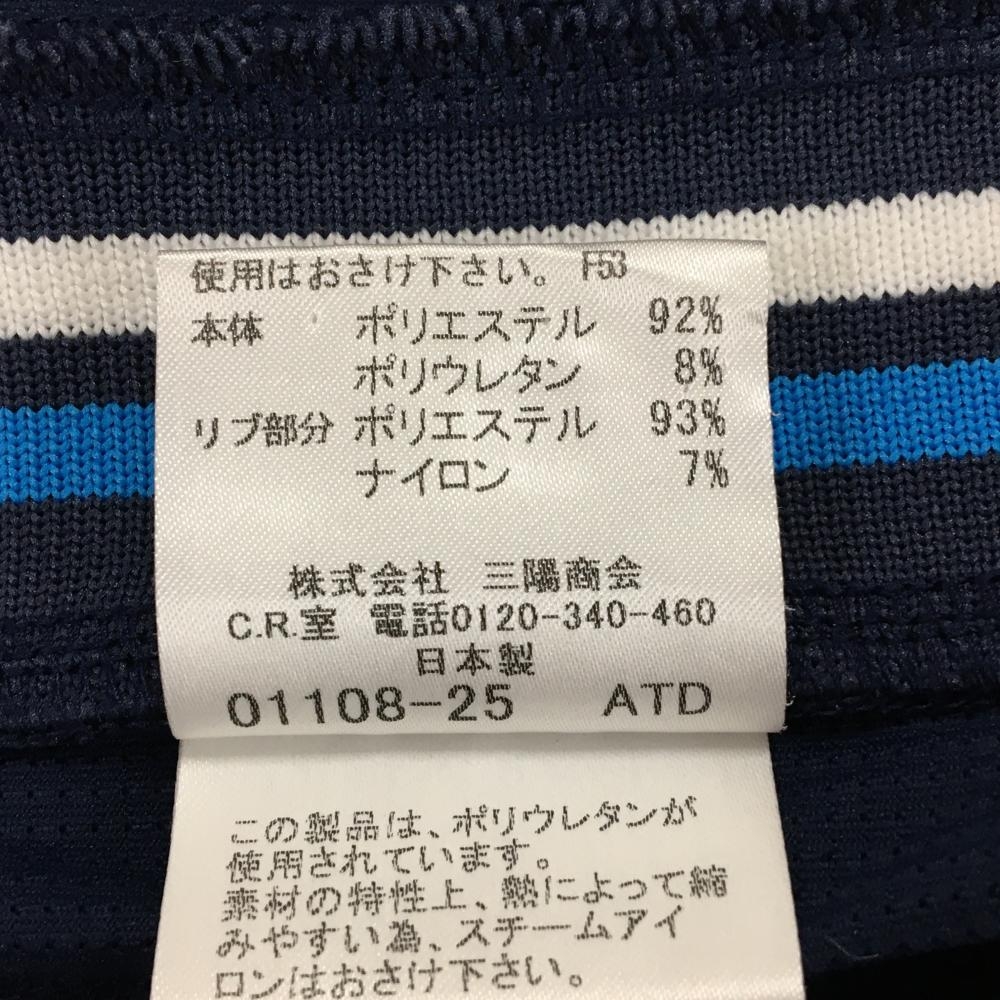 使用はおさけ下さい。 F53
本体 ポリエステル 92%
ポリウレタン 8%
リブ部分 ポリエステル 93%
ナイロン 7%
株式会社 三陽商会
C.R.室 電話0120-340-460
日本製
01108-25 ATD
この製品は、ポリウレタンが
使用されています。
素材の特性上、熱によって縮
みやすい為、スチームアイ
ロンはおさけ下さい。